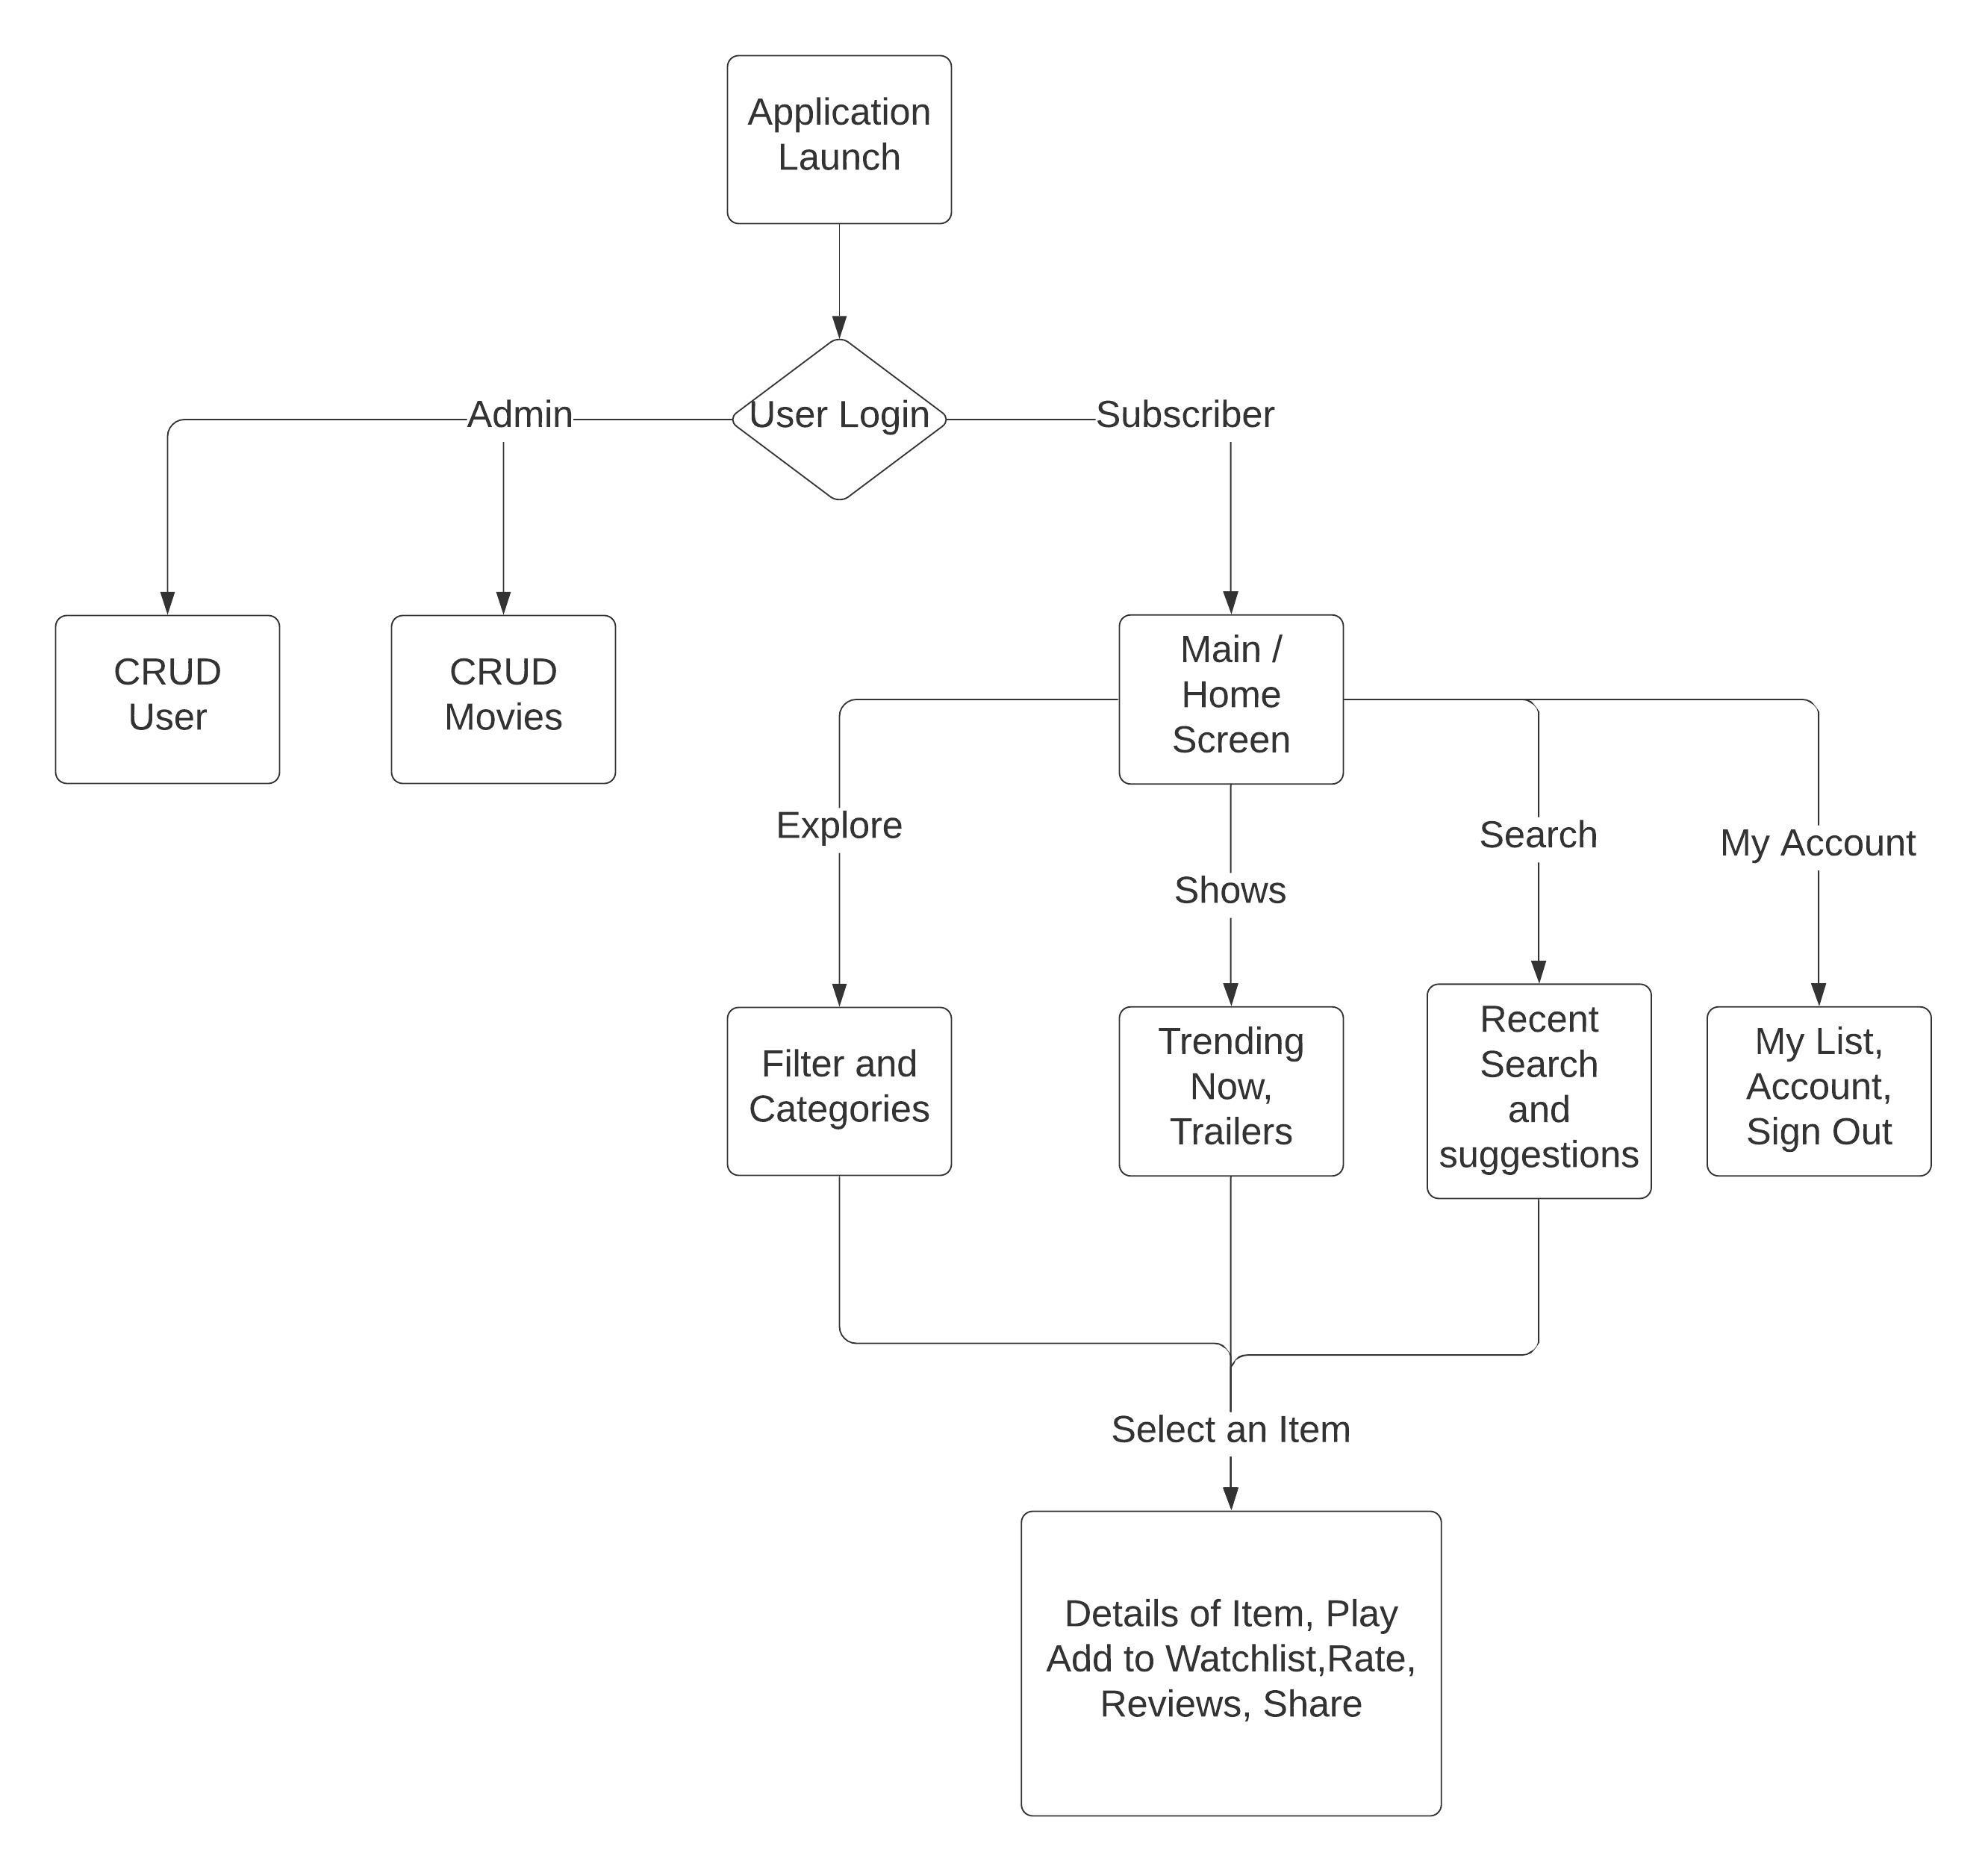 Application
Launch
Admin
User Login
Subscriber
CRUD
User
CRUD
Movies
Main /
Home
Screen
Explore
Shows
Search
My Account
Filter and
Categories
Trending
Now,
Trailers
Recent
Search
and
suggestions
My List,
Account,
Sign Out
Select an Item
Details of Item, Play
Add to Watchlist,Rate,
Reviews, Share